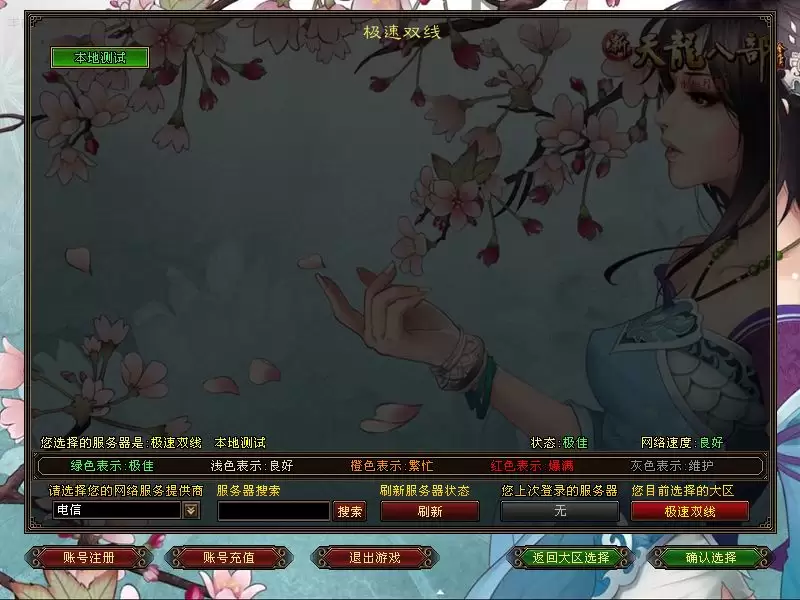 极速双线
本地测试
新天龍八部
您选择的服务器是:极速双线 本地测试 状态:极佳 网络速度:良好
绿色表示:极佳 浅色表示:良好 橙色表示:繁忙 红色表示:爆满 灰色表示:维护
请选择您的网络服务提供商 服务器搜索 刷新服务器状态 您上次登录的服务器 您目前选择的大区
电信 搜索 刷新 无 极速双线
账号注册 账号充值 退出游戏 返回大区选择 确认选择